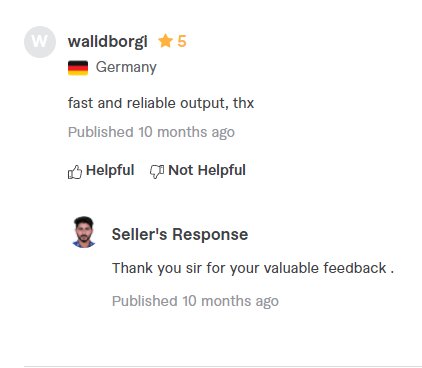 W
walldborgl
5
Germany
fast and reliable output, thx
Published 10 months ago
Helpful
Not Helpful
Seller's Response
Thank you sir for your valuable feedback .
Published 10 months ago